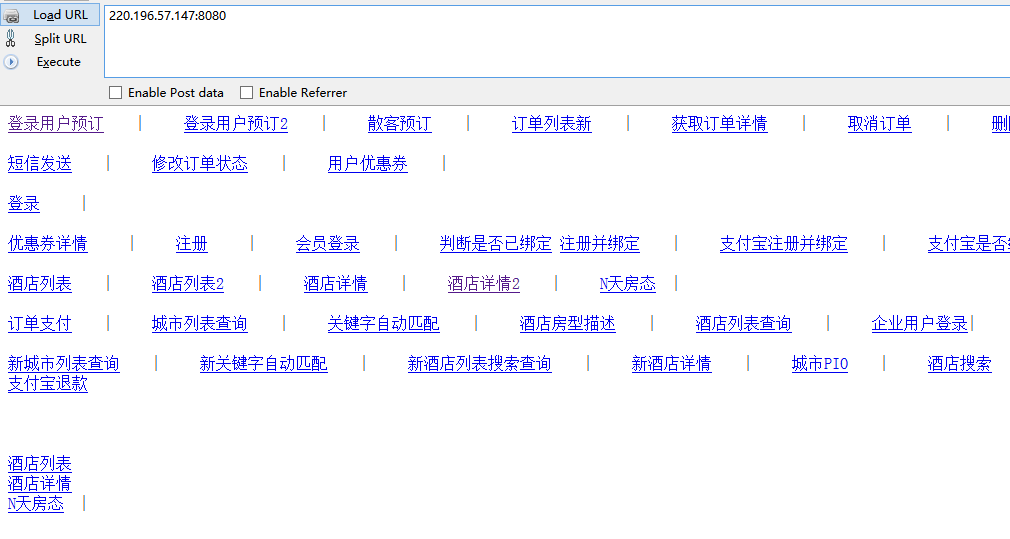 Load URL 220.196.57.147:8080
Split URL
Execute
Enable Post data Enable Referrer
登录用户预订 | 登录用户预订2 | 散客预订 | 订单列表新 | 获取订单详情 | 取消订单 |
短信发送 | 修改订单状态 | 用户优惠券 |
登录 |
优惠券详情 | 注册 | 会员登录 | 判断是否已绑定 注册并绑定 | 支付宝注册并绑定 | 支付宝是否
酒店列表 | 酒店列表2 | 酒店详情 | 酒店详情2 | N天房态 |
订单支付 | 城市列表查询 | 关键字自动匹配 | 酒店房型描述 | 酒店列表查询 | 企业用户登录|
新城市列表查询 | 新关键字自动匹配 | 新酒店列表搜索查询 | 新酒店详情 | 城市PIO | 酒店搜索
支付宝退款
酒店列表
酒店详情
N天房态 |